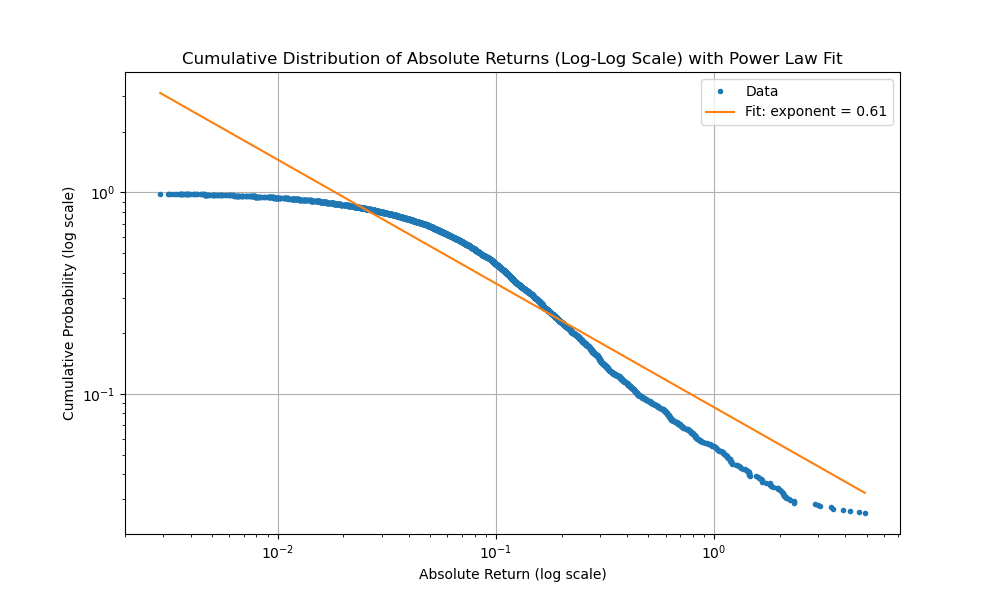 Cumulative Distribution of Absolute Returns (Log-Log Scale) with Power Law Fit
Data
Fit: exponent = 0.61
Cumulative Probability (log scale)
10⁰
10⁻¹
10⁻²
10⁻¹
10⁰
Absolute Return (log scale)